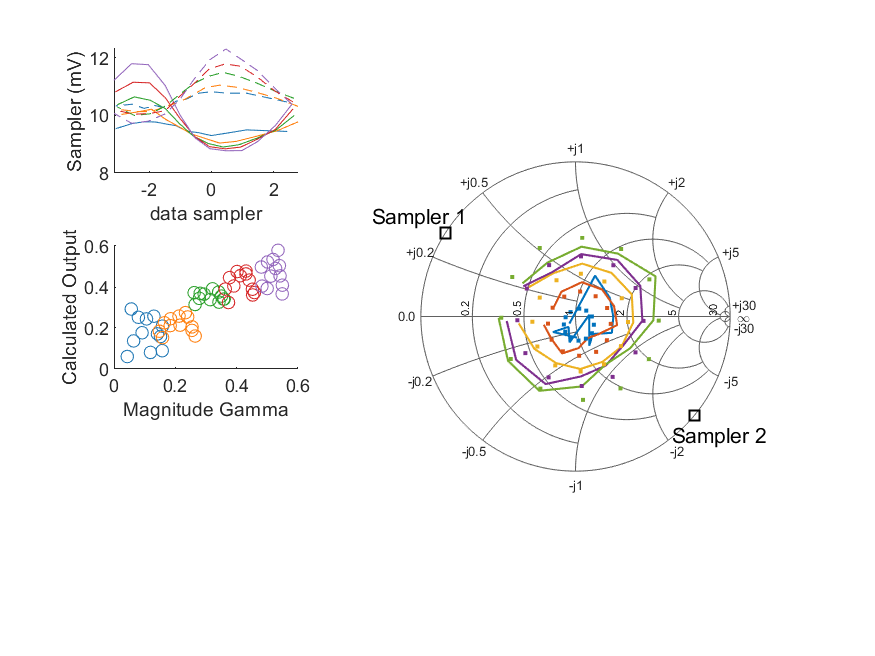 Sampler (mV)
12
10
8
-2
0
2
data sampler
Calculated Output
0.6
0.4
0.2
0
0
0.2
0.4
0.6
Magnitude Gamma
+j1
+j0.5
+j2
Sampler 1
+j0.2
+j5
0.0
0.2
0.5
1
2
5
30
+j30
∞
-j30
-j0.2
-j5
Sampler 2
-j0.5
-j2
-j1